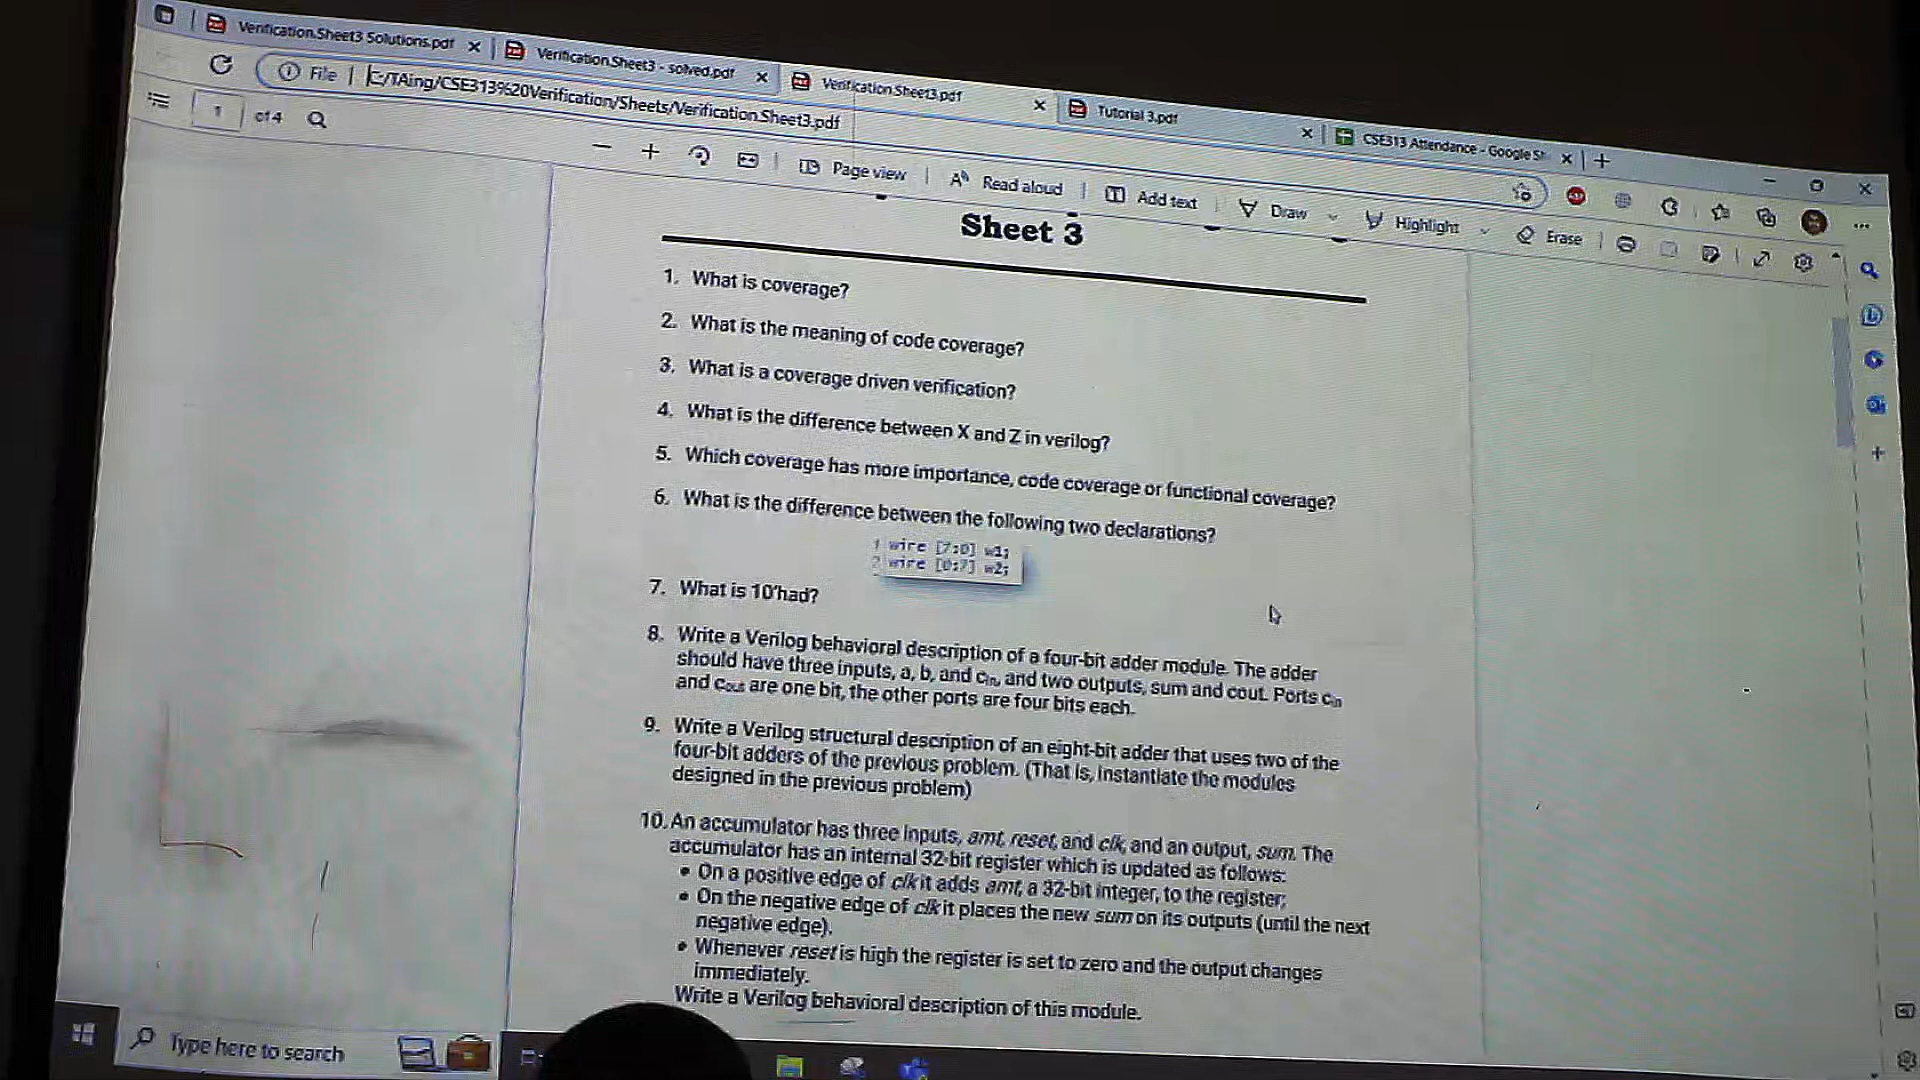 Verification.Sheet3 Solutions.pdf
Verification.Sheet3 - solved.pdf
Verification.Sheet3.pdf
Tutorial 3.pdf
CSE313 Attendance - Google Sh
File | C:/TAing/CSE313%20Verification/Sheets/Verification.Sheet3.pdf
1 of 4
Page view
Read aloud
Add text
Draw
Highlight
Erase
Sheet 3
1. What is coverage?
2. What is the meaning of code coverage?
3. What is a coverage driven verification?
4. What is the difference between X and Z in verilog?
5. Which coverage has more importance, code coverage or functional coverage?
6. What is the difference between the following two declarations?
1 wire [7:0] w1;
2 wire [0:7] w2;
7. What is 10'had?
8. Write a Verilog behavioral description of a four-bit adder module. The adder
should have three inputs, a, b, and cin, and two outputs, sum and cout. Ports cin
and cout are one bit, the other ports are four bits each.
9. Write a Verilog structural description of an eight-bit adder that uses two of the
four-bit adders of the previous problem. (That is, instantiate the modules
designed in the previous problem)
10. An accumulator has three inputs, amt, reset, and clk, and an output, sum. The
accumulator has an internal 32-bit register which is updated as follows:
• On a positive edge of clk it adds amt, a 32-bit integer, to the register;
• On the negative edge of clk it places the new sum on its outputs (until the next
negative edge).
• Whenever reset is high the register is set to zero and the output changes
immediately.
Write a Verilog behavioral description of this module.
Type here to search